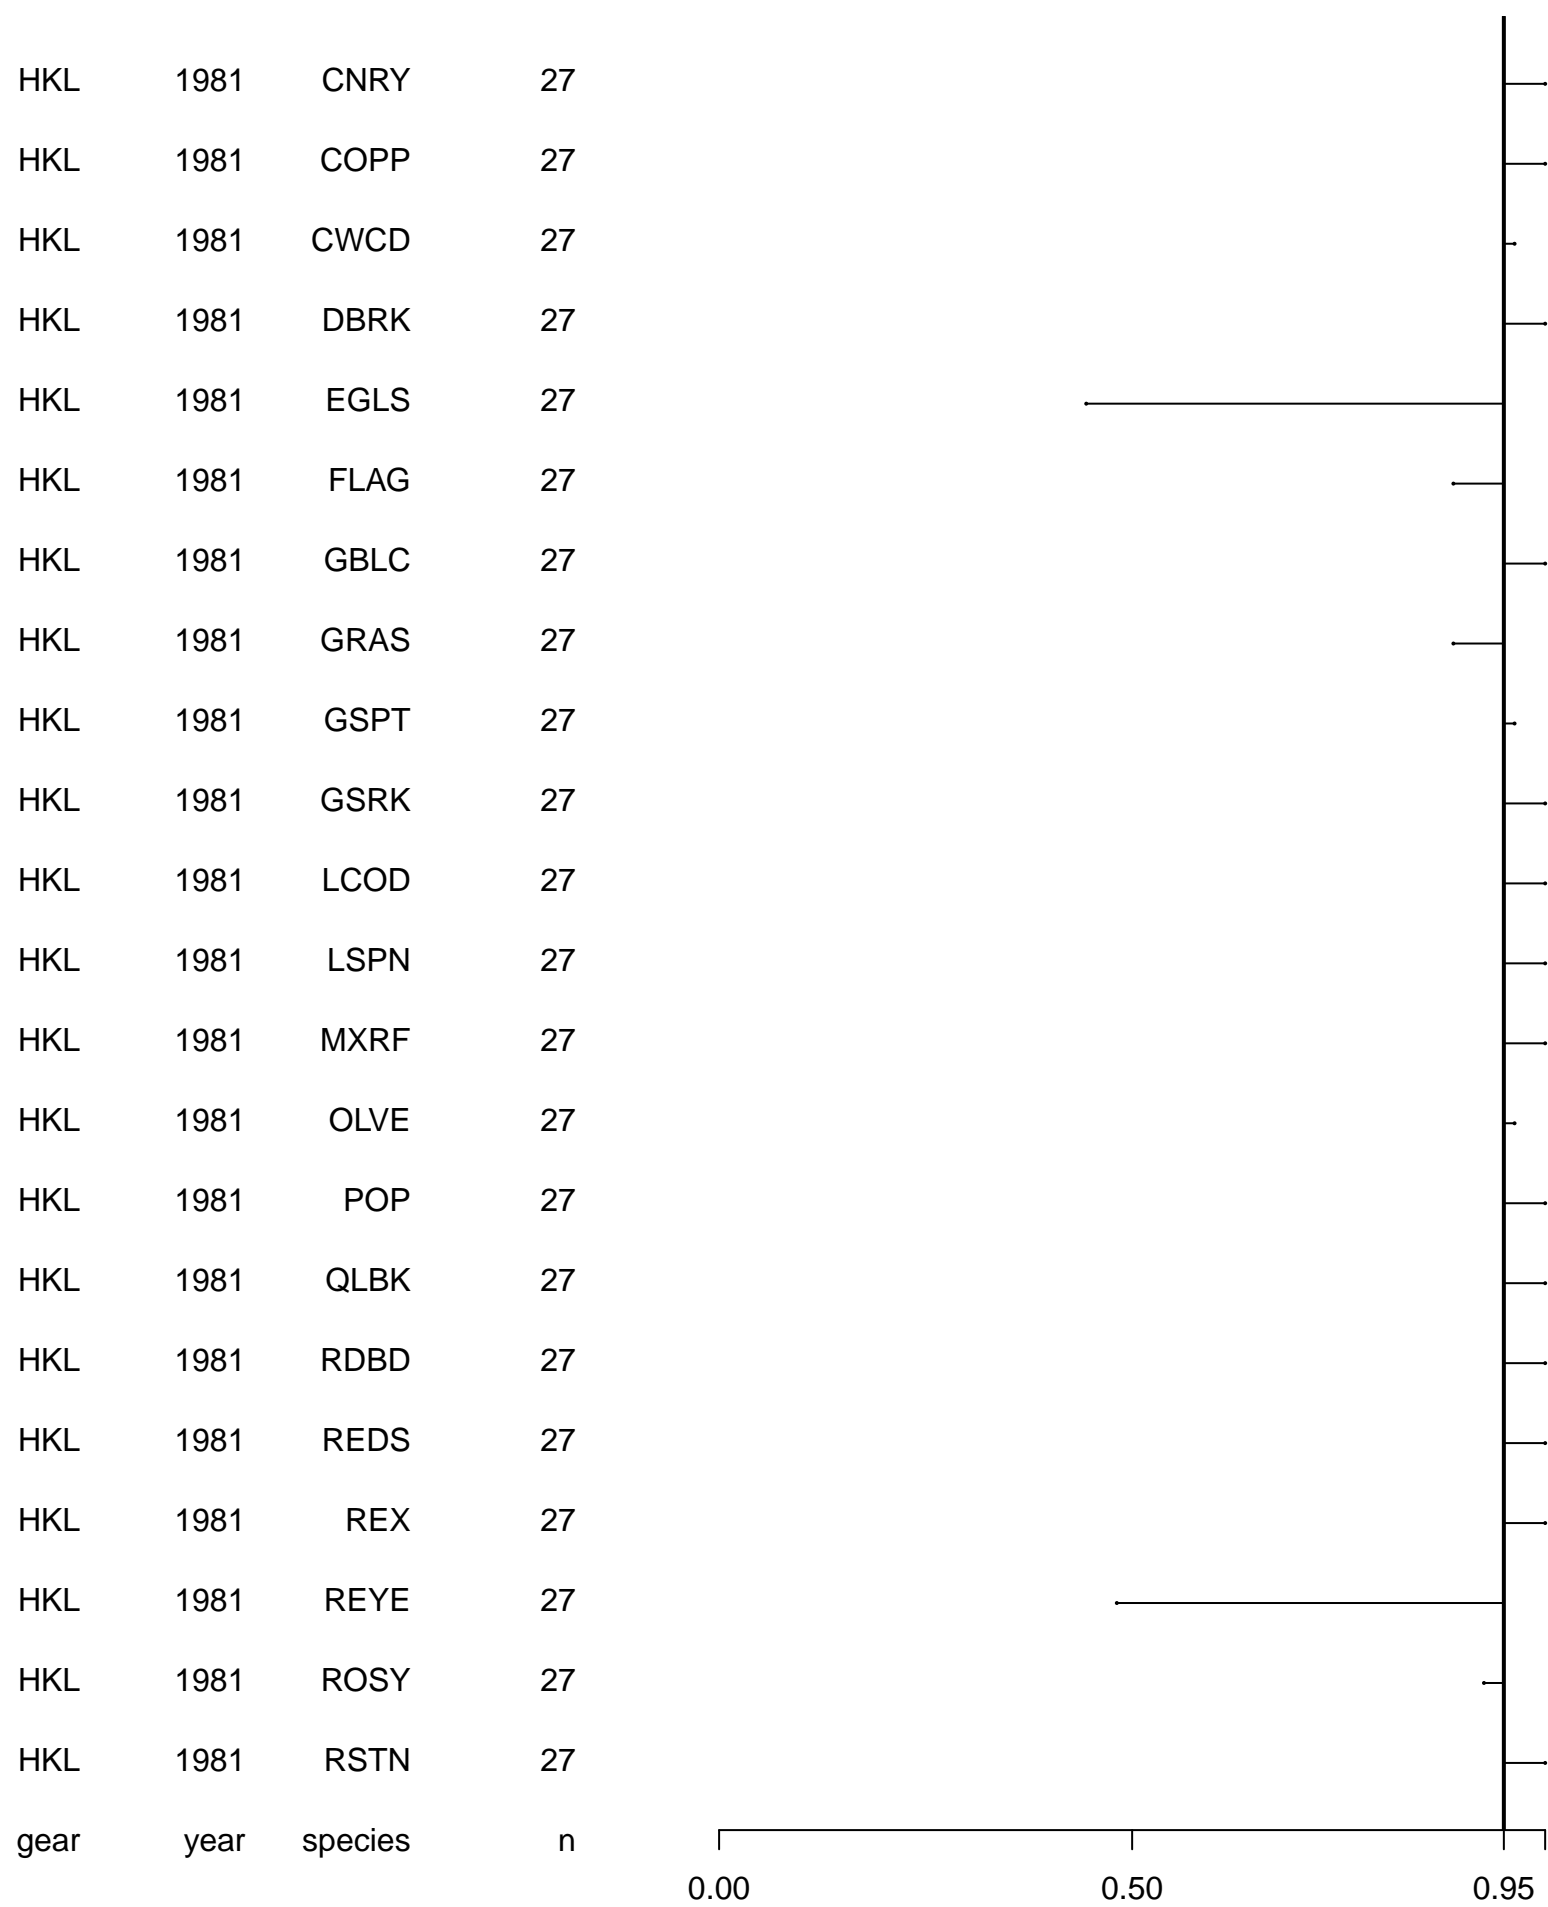 HKL 1981 CNRY 27
HKL 1981 COPP 27
HKL 1981 CWCD 27
HKL 1981 DBRK 27
HKL 1981 EGLS 27
HKL 1981 FLAG 27
HKL 1981 GBLC 27
HKL 1981 GRAS 27
HKL 1981 GSPT 27
HKL 1981 GSRK 27
HKL 1981 LCOD 27
HKL 1981 LSPN 27
HKL 1981 MXRF 27
HKL 1981 OLVE 27
HKL 1981 POP 27
HKL 1981 QLBK 27
HKL 1981 RDBD 27
HKL 1981 REDS 27
HKL 1981 REX 27
HKL 1981 REYE 27
HKL 1981 ROSY 27
HKL 1981 RSTN 27
gear year species n
0.00 0.50 0.95